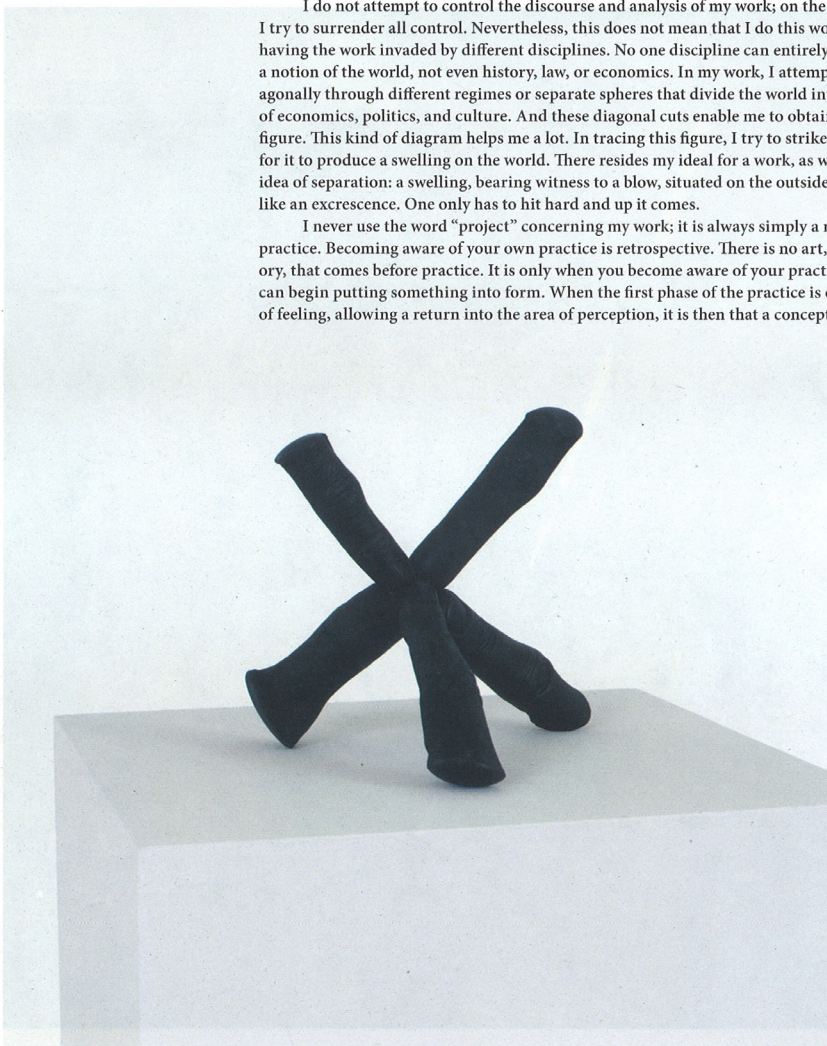 I do not attempt to control the discourse and analysis of my work; on the
I try to surrender all control. Nevertheless, this does not mean that I do this wo
having the work invaded by different disciplines. No one discipline can entirely
a notion of the world, not even history, law, or economics. In my work, I attemp
agonally through different regimes or separate spheres that divide the world in
of economics, politics, and culture. And these diagonal cuts enable me to obtai
figure. This kind of diagram helps me a lot. In tracing this figure, I try to strike
for it to produce a swelling on the world. There resides my ideal for a work, as w
idea of separation: a swelling, bearing witness to a blow, situated on the outside
like an excrescence. One only has to hit hard and up it comes.
I never use the word “project” concerning my work; it is always simply a
practice. Becoming aware of your own practice is retrospective. There is no art,
ory, that comes before practice. It is only when you become aware of your pract
can begin putting something into form. When the first phase of the practice is
of feeling, allowing a return into the area of perception, it is then that a concept